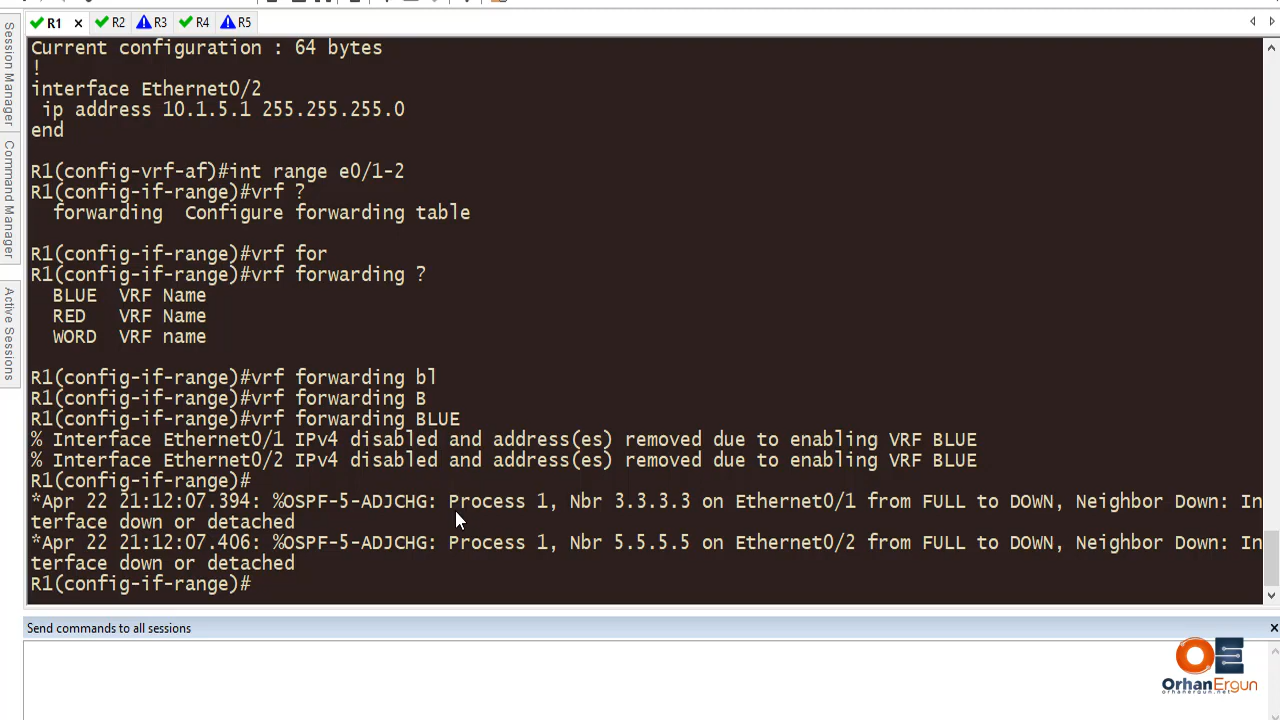 R1 × R2 R3 R4 R5
Session Manager
Command Manager
Active Sessions
Current configuration : 64 bytes
!
interface Ethernet0/2
 ip address 10.1.5.1 255.255.255.0
end
R1(config-vrf-af)#int range e0/1-2
R1(config-if-range)#vrf ?
  forwarding  Configure forwarding table
R1(config-if-range)#vrf for
R1(config-if-range)#vrf forwarding ?
  BLUE  VRF Name
  RED   VRF Name
  WORD  VRF name
R1(config-if-range)#vrf forwarding bl
R1(config-if-range)#vrf forwarding B
R1(config-if-range)#vrf forwarding BLUE
% Interface Ethernet0/1 IPv4 disabled and address(es) removed due to enabling VRF BLUE
% Interface Ethernet0/2 IPv4 disabled and address(es) removed due to enabling VRF BLUE
R1(config-if-range)#
*Apr 22 21:12:07.394: %OSPF-5-ADJCHG: Process 1, Nbr 3.3.3.3 on Ethernet0/1 from FULL to DOWN, Neighbor Down: In
terface down or detached
*Apr 22 21:12:07.406: %OSPF-5-ADJCHG: Process 1, Nbr 5.5.5.5 on Ethernet0/2 from FULL to DOWN, Neighbor Down: In
terface down or detached
R1(config-if-range)#
Send commands to all sessions
OE
OrhanErgun
orhanergun.net